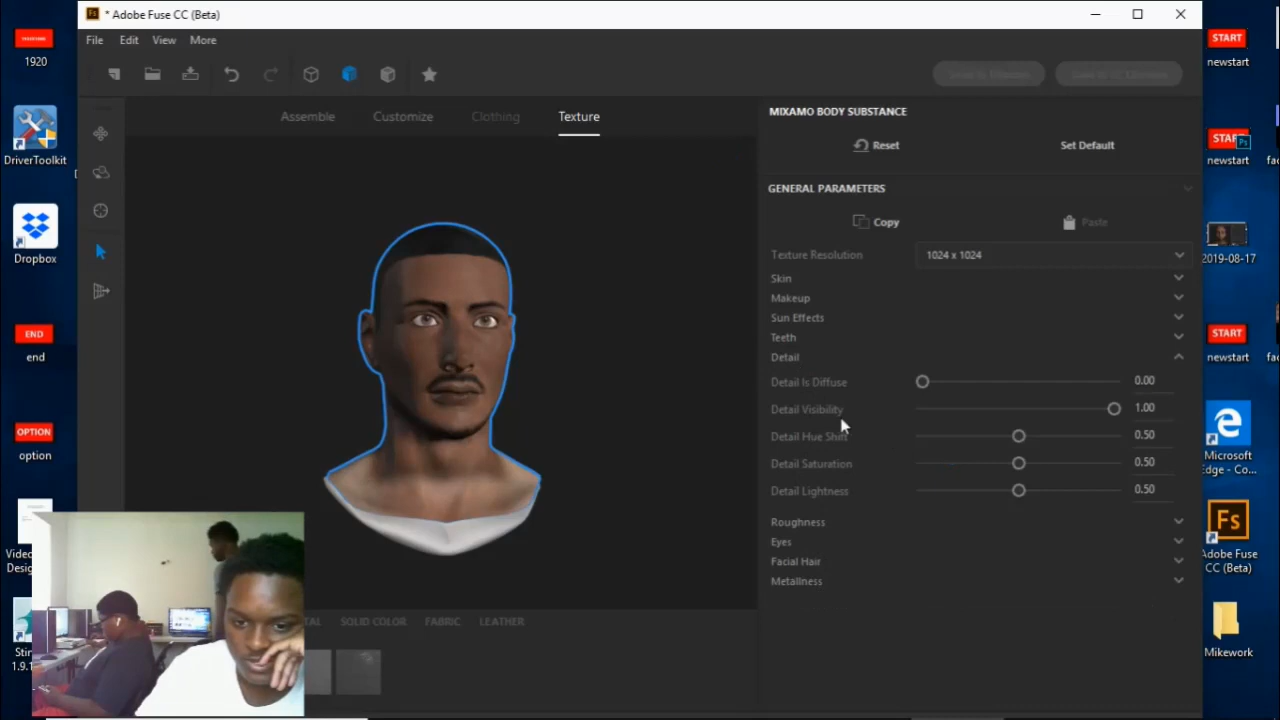 * Adobe Fuse CC (Beta)
File Edit View More
Assemble Customize Clothing Texture
MIXAMO BODY SUBSTANCE
Reset Set Default
GENERAL PARAMETERS
Copy Paste
Texture Resolution 1024 x 1024
Skin
Makeup
Sun Effects
Teeth
Detail
Detail Is Diffuse 0.00
Detail Visibility 1.00
Detail Hue Shift 0.50
Detail Saturation 0.50
Detail Lightness 0.50
Roughness
Eyes
Facial Hair
Metallness
SOLID COLOR FABRIC LEATHER
1920
DriverToolkit
Dropbox
END
end
OPTION
option
START
newstart
START
Ps
newstart
2019-08-17
START
newstart
Microsoft
Edge - Co...
Fs
Adobe Fuse
CC (Beta)
Mikework